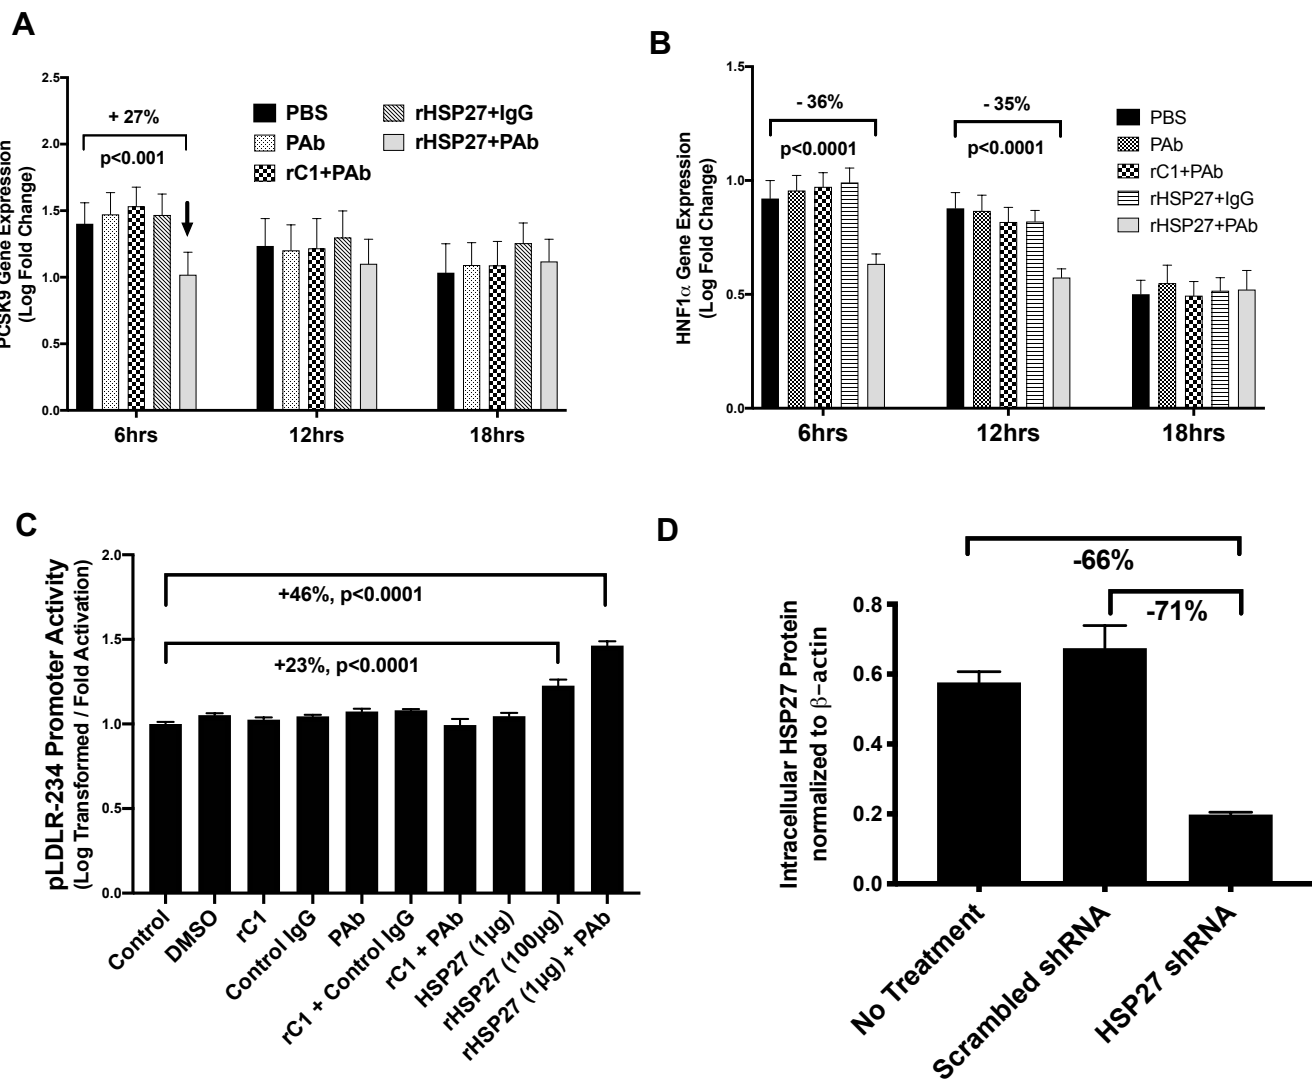 A
PCSK9 Gene Expression
(Log Fold Change)
2.5
2.0
1.5
1.0
0.5
0.0
+ 27%
p<0.001
PBS
PAb
rC1+PAb
rHSP27+IgG
rHSP27+PAb
6hrs
12hrs
18hrs
B
HNF1α Gene Expression
(Log Fold Change)
1.5
1.0
0.5
0.0
- 36%
p<0.0001
- 35%
p<0.0001
PBS
PAb
rC1+PAb
rHSP27+IgG
rHSP27+PAb
6hrs
12hrs
18hrs
C
pLDLR-234 Promoter Activity
(Log Transformed / Fold Activation)
2.0
1.5
1.0
0.5
0.0
+46%, p<0.0001
+23%, p<0.0001
Control
DMSO
rC1
Control IgG
PAb
rC1 + Control IgG
rC1 + PAb
HSP27 (1μg)
rHSP27 (100μg)
rHSP27 (1μg) + PAb
D
Intracellular HSP27 Protein
normalized to β-actin
0.8
0.6
0.4
0.2
0.0
-66%
-71%
No Treatment
Scrambled shRNA
HSP27 shRNA